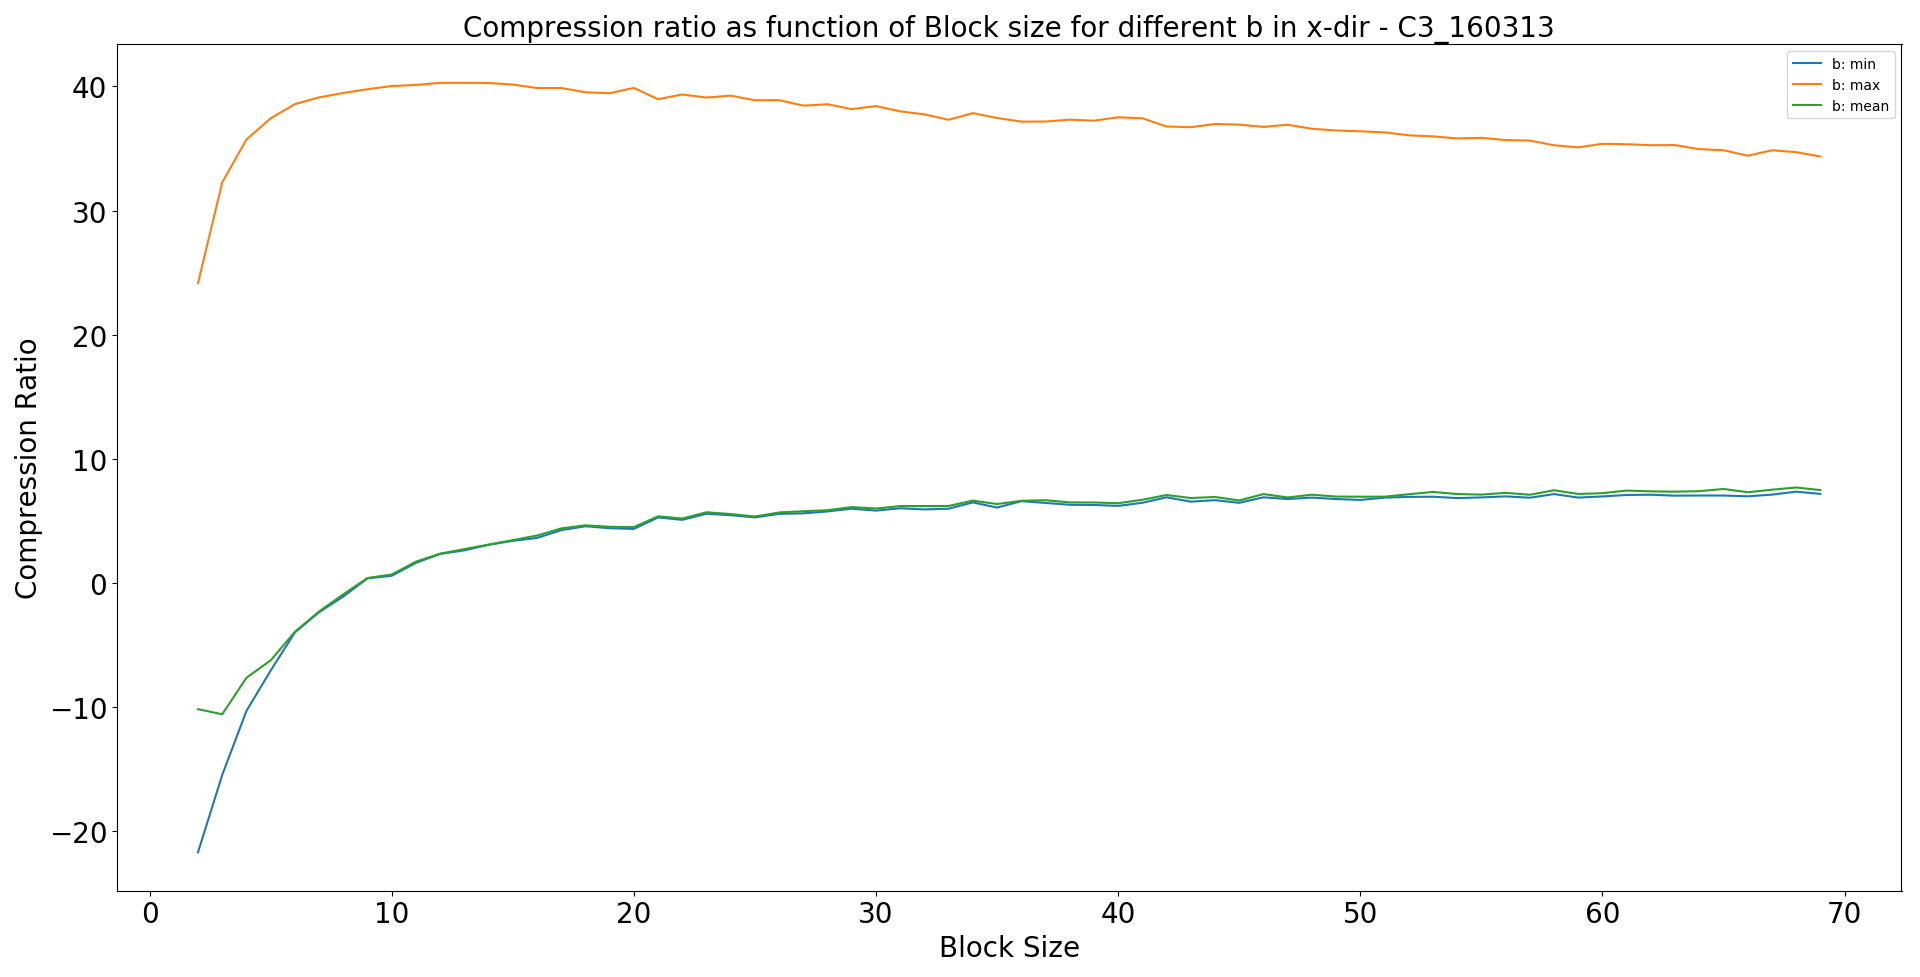 Compression ratio as function of Block size for different b in x-dir - C3_160313
b: min
b: max
b: mean
Compression Ratio
40
30
20
10
0
−10
−20
0 10 20 30 40 50 60 70
Block Size